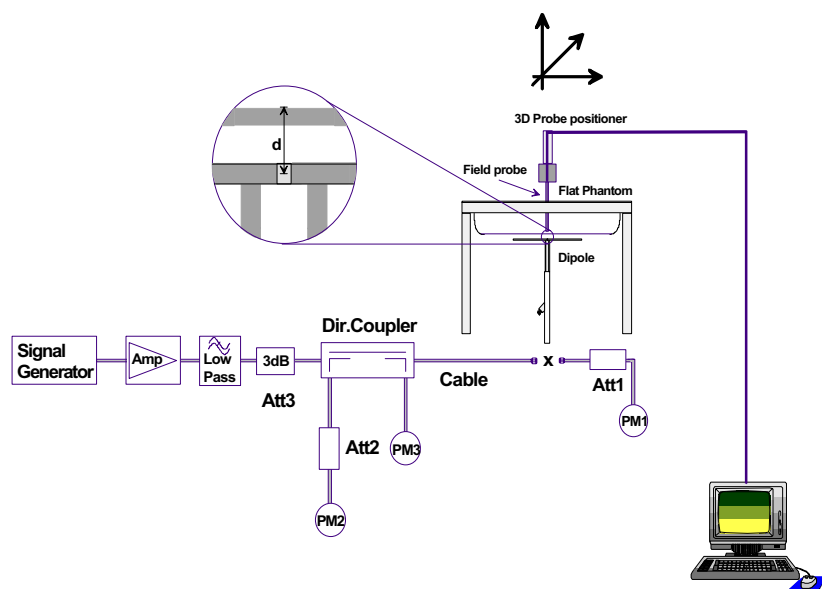 3D Probe positioner
d
Field probe
Flat Phantom
Dipole
Dir.Coupler
Signal
Generator
Amp
Low
Pass
3dB
Att3
Cable
x
Att1
PM1
Att2
PM3
PM2